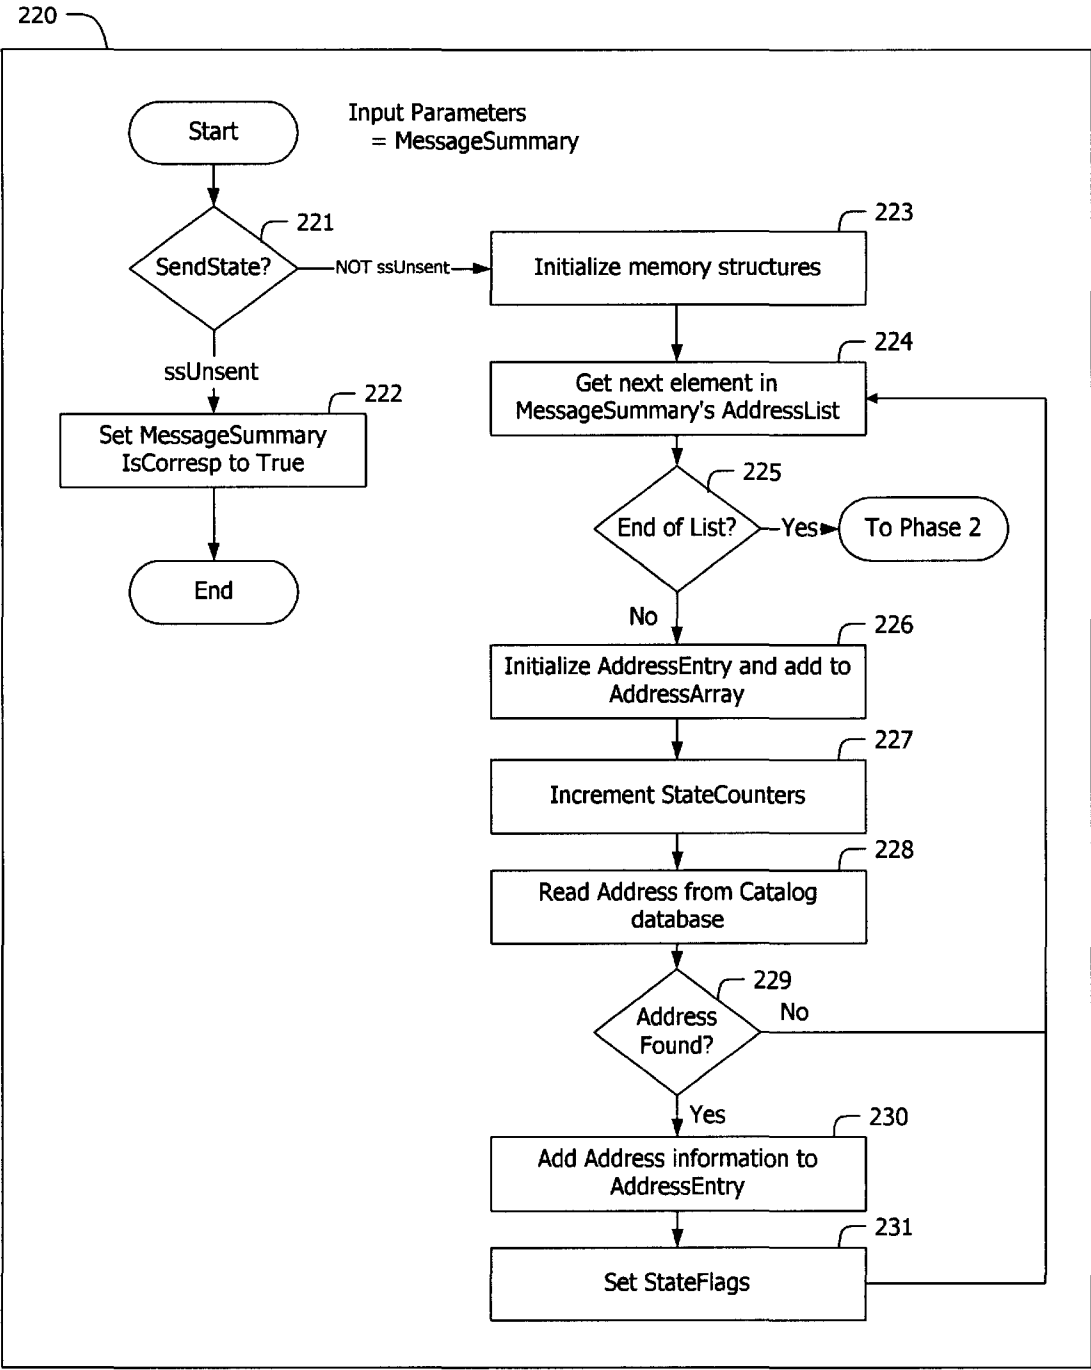 220
Start
Input Parameters
= MessageSummary
221
SendState?
NOT ssUnsent
223
Initialize memory structures
ssUnsent
222
Set MessageSummary
IsCorresp to True
End
224
Get next element in
MessageSummary's AddressList
225
End of List?
Yes
To Phase 2
No
226
Initialize AddressEntry and add to
AddressArray
227
Increment StateCounters
228
Read Address from Catalog
database
229
Address
Found?
No
Yes
230
Add Address information to
AddressEntry
231
Set StateFlags